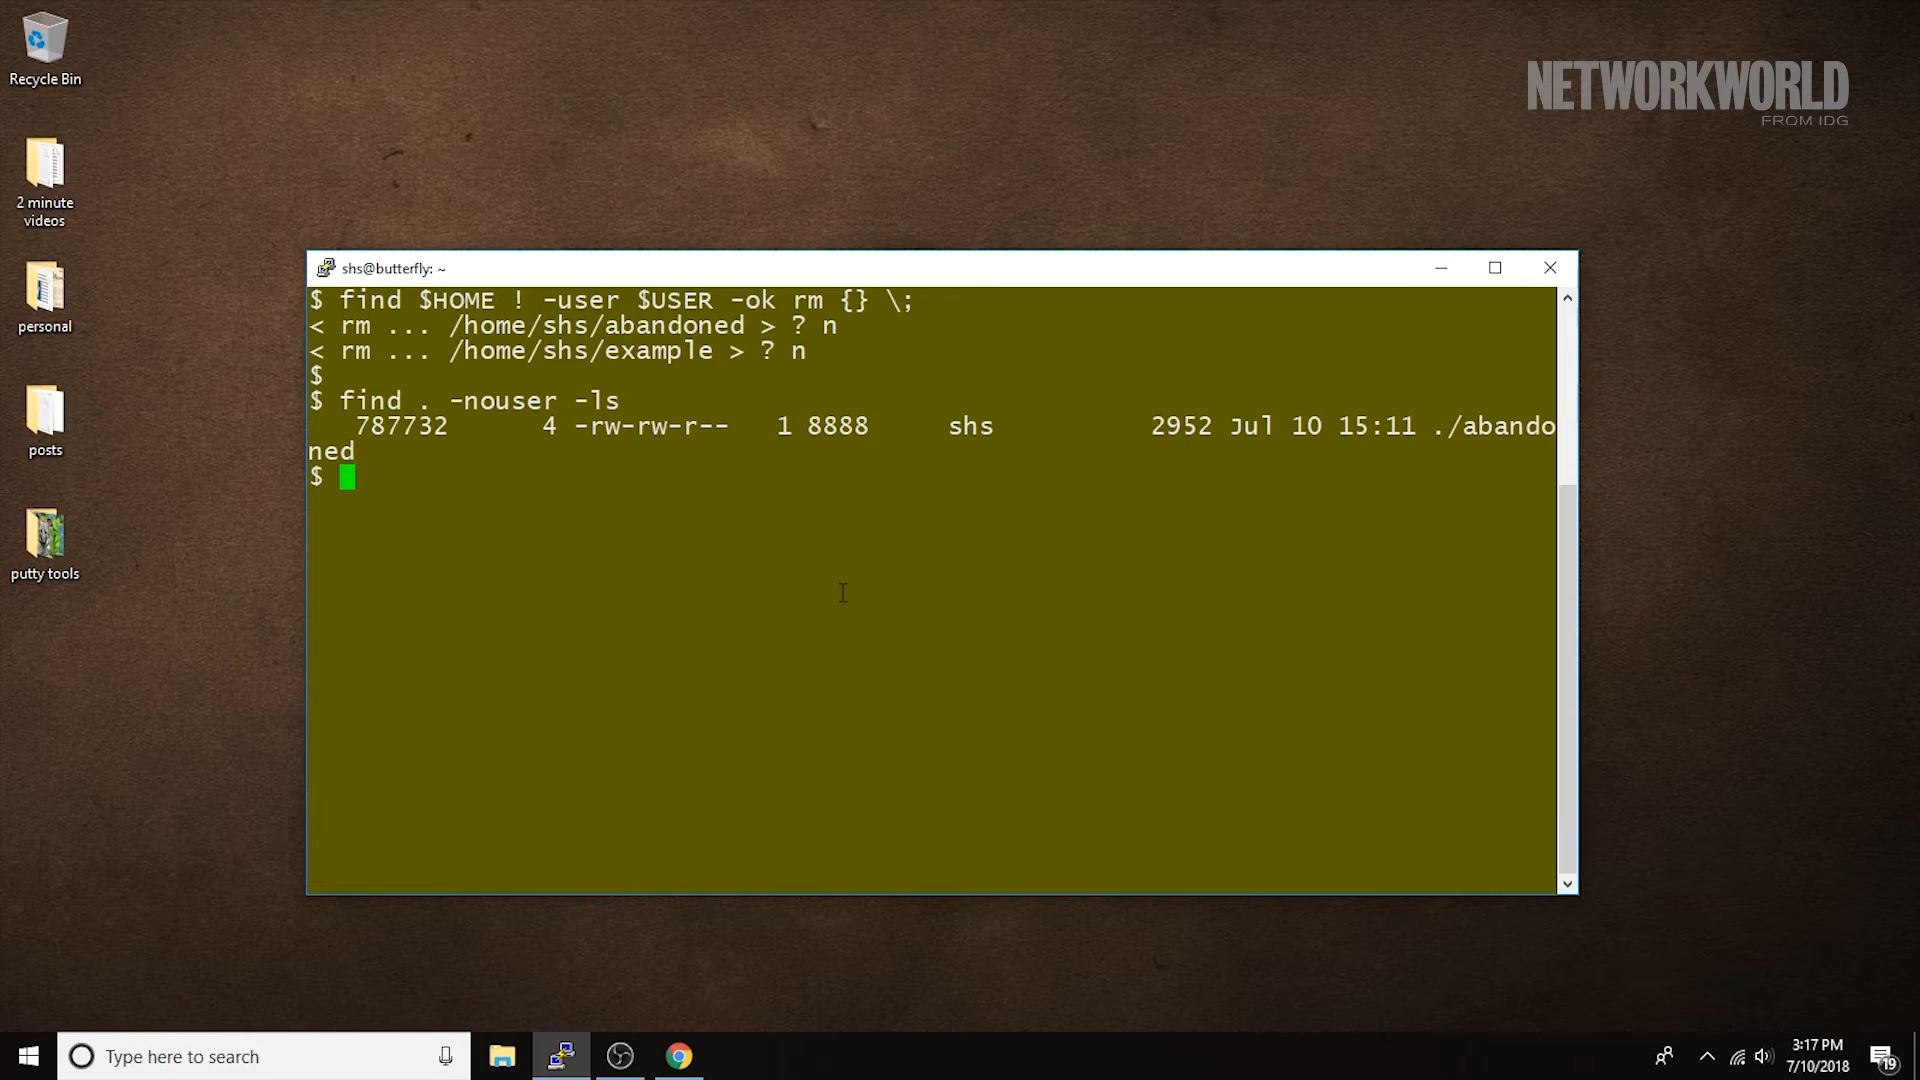 Recycle Bin
2 minute
videos
personal
posts
putty tools
NETWORKWORLD
FROM IDG
shs@butterfly: ~
$ find $HOME ! -user $USER -ok rm {} \;
< rm ... /home/shs/abandoned > ? n
< rm ... /home/shs/example > ? n
$
$ find . -nouser -ls
787732 4 -rw-rw-r-- 1 8888 shs 2952 Jul 10 15:11 ./abando
ned
$
Type here to search
3:17 PM
7/10/2018
19